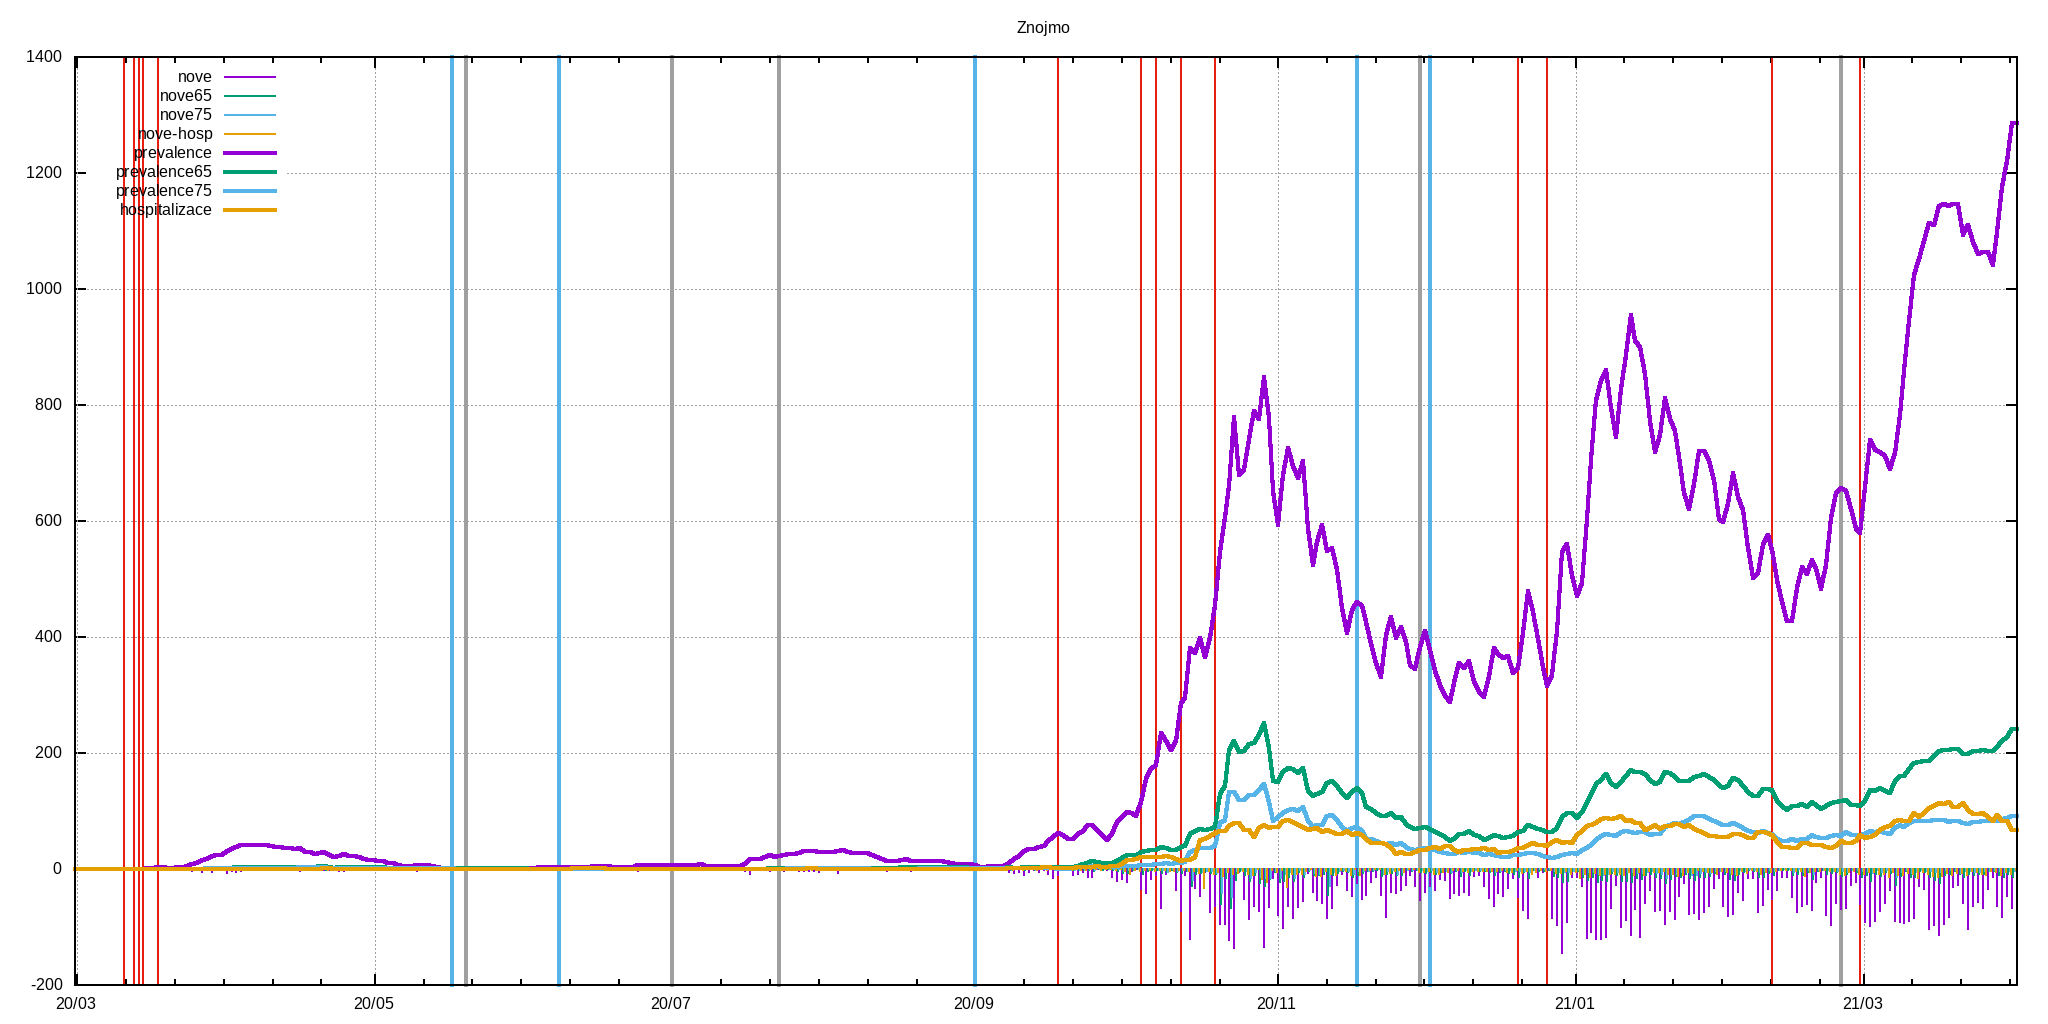 Znojmo
1400
1200
1000
800
600
400
200
0
-200
nove
nove65
nove75
nove-hosp
prevalence
prevalence65
prevalence75
hospitalizace
20/03 20/05 20/07 20/09 20/11 21/01 21/03